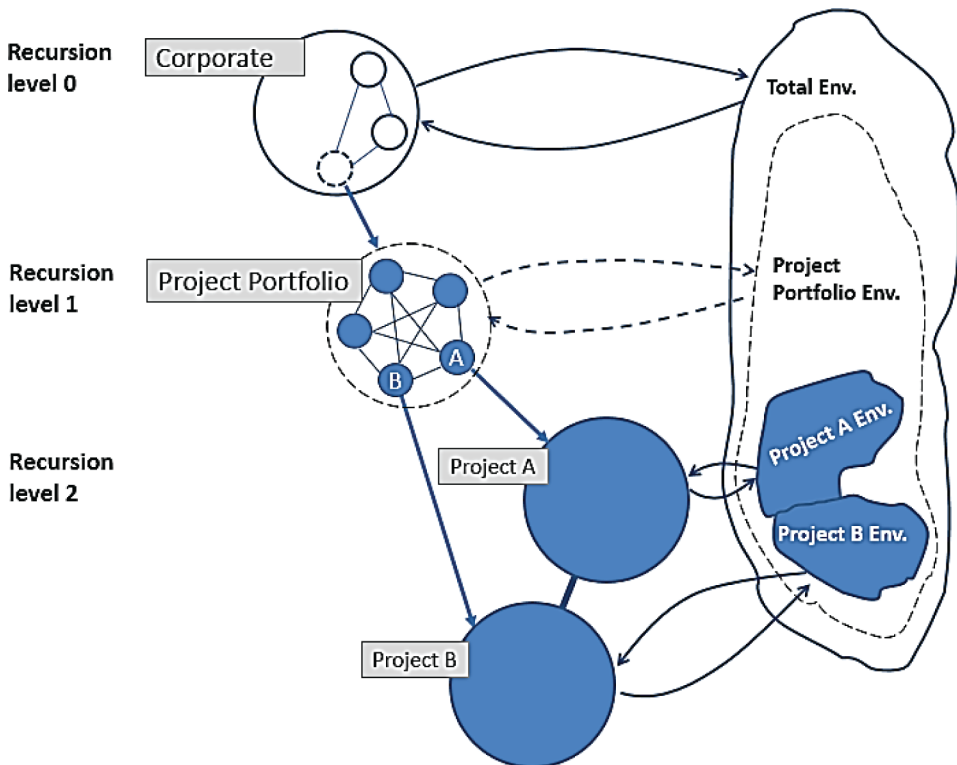 Recursion
level 0
Corporate
Total Env.
Recursion
level 1
Project Portfolio
Project
Portfolio Env.
A
B
Recursion
level 2
Project A
Project A Env.
Project B Env.
Project B